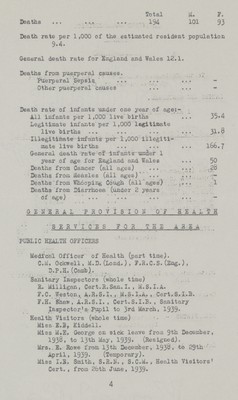 Total M. F.
Deaths ... ... ... ... 194 101 93
Death rate per 1,000 of the estimated resident population
9.4.
General death rate for England and Wales 12.1.
Deaths from puerperal causes.
Puerperal Sepsis ... ... ... -
Other puerperal causes ... ... -
Death rate of infants under one year of age:-
All infants per 1,000 live births ... 35.4
Legitimate infants per 1,000 legitimate
live births ... ... ... ... 31.8
Illegitimate infants per 1,000 illegiti-
mate live births ... ... ... 166.7
General death rate of infants under 1
year of age for England and Wales ... 50
Deaths from Cancer (all ages) ... ... 28
Deaths from Measles (all ages) ... ... -
Deaths from Whooping Cough (all ages) ... 1
Deaths from Diarrhoea (under 2 years
of age) ... ... ... ... -
GENERAL PROVISION OF HEALTH
SERVICES FOR THE AREA
PUBLIC HEALTH OFFICERS
Medical Officer of Health (part time).
C.M. Ockwell, M.D.(Lond.), F.R.C.S.(Eng.),
D.P.H.(Camb).
Sanitary Inspectors (whole time)
R. Milligan, Cert.R.San.I., M.S.I.A.
F.C. Weston, A.R.S.I., M.S.I.A., Cert.S.I.B.
F.H. Shaw, A.R.S.I., Cert.S.I.B., Sanitary
Inspector's Pupil to 3rd March, 1939.
Health Visitors (whole time)
Miss E.B. Kiddell.
Miss M.K. George on sick leave from 9th December,
1938, to 13th May, 1939. (Resigned).
Mrs. N. Rowe from 13th December, 1938, to 29th
April, 1939. (Temporary).
Miss I.E. Smith, S.R.N., S.C.M., Health Visitors'
Cert., from 20th June, 1939.
4